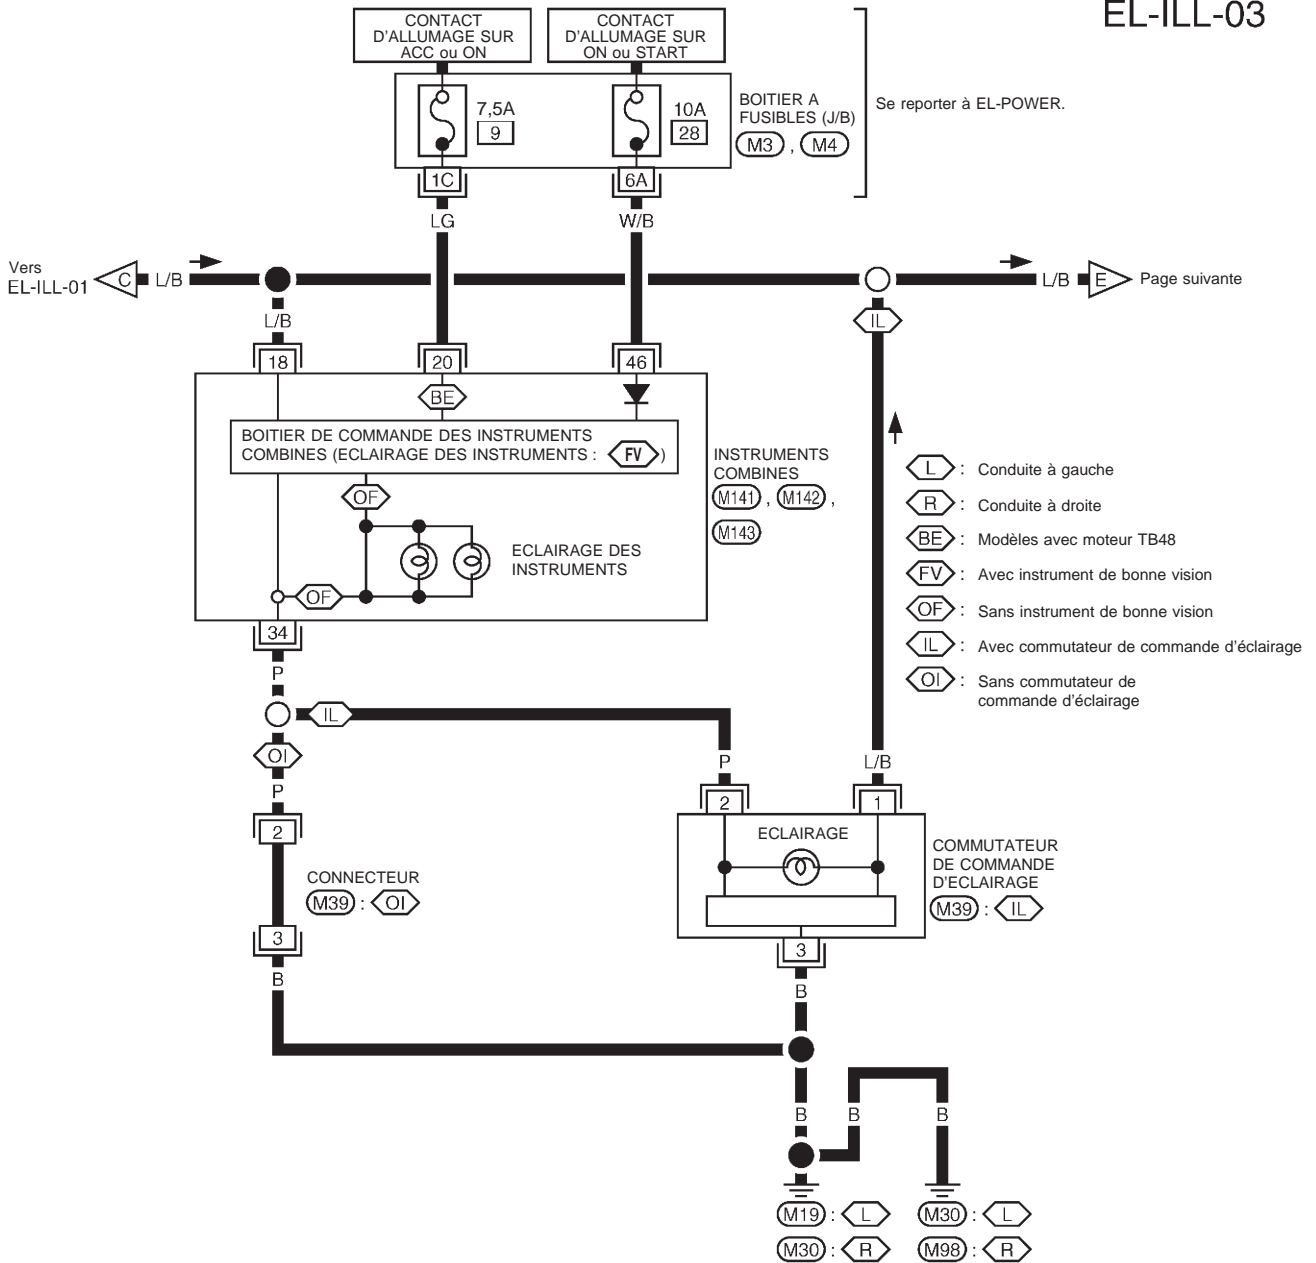 EL-ILL-03
CONTACT
D'ALLUMAGE SUR
ACC ou ON
CONTACT
D'ALLUMAGE SUR
ON ou START
7,5A
9
10A
28
BOITIER A
FUSIBLES (J/B)
M3 , M4
Se reporter à EL-POWER.
1C
6A
LG
W/B
Vers
EL-ILL-01
C
L/B
L/B
E
Page suivante
L/B
IL
18
20
46
BE
BOITIER DE COMMANDE DES INSTRUMENTS
COMBINES (ECLAIRAGE DES INSTRUMENTS : FV )
OF
ECLAIRAGE DES
INSTRUMENTS
OF
INSTRUMENTS
COMBINES
M141 , M142 ,
M143
L : Conduite à gauche
R : Conduite à droite
BE : Modèles avec moteur TB48
FV : Avec instrument de bonne vision
OF : Sans instrument de bonne vision
IL : Avec commutateur de commande d'éclairage
OI : Sans commutateur de
commande d'éclairage
34
P
IL
OI
P
P
L/B
2
2
1
ECLAIRAGE
COMMUTATEUR
DE COMMANDE
D'ECLAIRAGE
M39 : IL
CONNECTEUR
M39 : OI
3
3
B
B
B
B
B
M19 : L
M30 : L
M30 : R
M98 : R